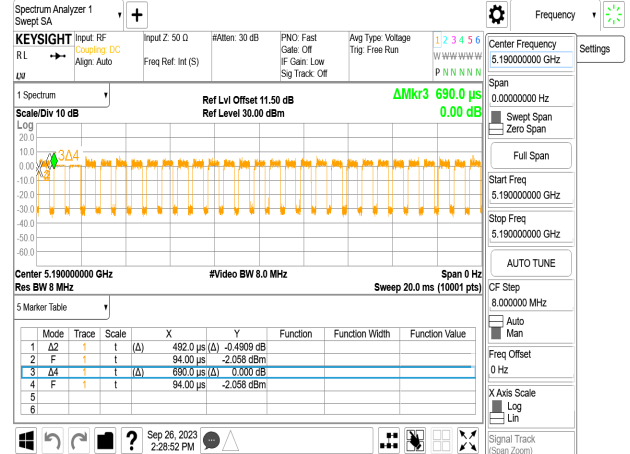 Spectrum Analyzer 1
Swept SA
Frequency
KEYSIGHT
RL
Input: RF
Coupling: DC
Align: Auto
Input Z: 50 Ω
Freq Ref: Int (S)
#Atten: 30 dB
PNO: Fast
Gate: Off
IF Gain: Low
Sig Track: Off
Avg Type: Voltage
Trig: Free Run
1 2 3 4 5 6
W W W W W W
P N N N N N
1 Spectrum
Scale/Div 10 dB
Ref Lvl Offset 11.50 dB
Ref Level 30.00 dBm
ΔMkr3 690.0 µs
0.00 dB
Log
20.0
10.0
0.00
-10.0
-20.0
-30.0
-40.0
-50.0
-60.0
3Δ4
Center 5.190000000 GHz
Res BW 8 MHz
#Video BW 8.0 MHz
Span 0 Hz
Sweep 20.0 ms (10001 pts)
5 Marker Table
Mode Trace Scale X Y Function Function Width Function Value
1 Δ2 1 t (Δ) 492.0 µs (Δ) -0.4909 dB
2 F 1 t 94.00 µs -2.058 dBm
3 Δ4 1 t (Δ) 690.0 µs (Δ) 0.000 dB
4 F 1 t 94.00 µs -2.058 dBm
5
6
Sep 26, 2023
2:28:52 PM
Center Frequency
5.190000000 GHz
Settings
Span
0.00000000 Hz
Swept Span
Zero Span
Full Span
Start Freq
5.190000000 GHz
Stop Freq
5.190000000 GHz
AUTO TUNE
CF Step
8.000000 MHz
Auto
Man
Freq Offset
0 Hz
X Axis Scale
Log
Lin
Signal Track
(Span Zoom)